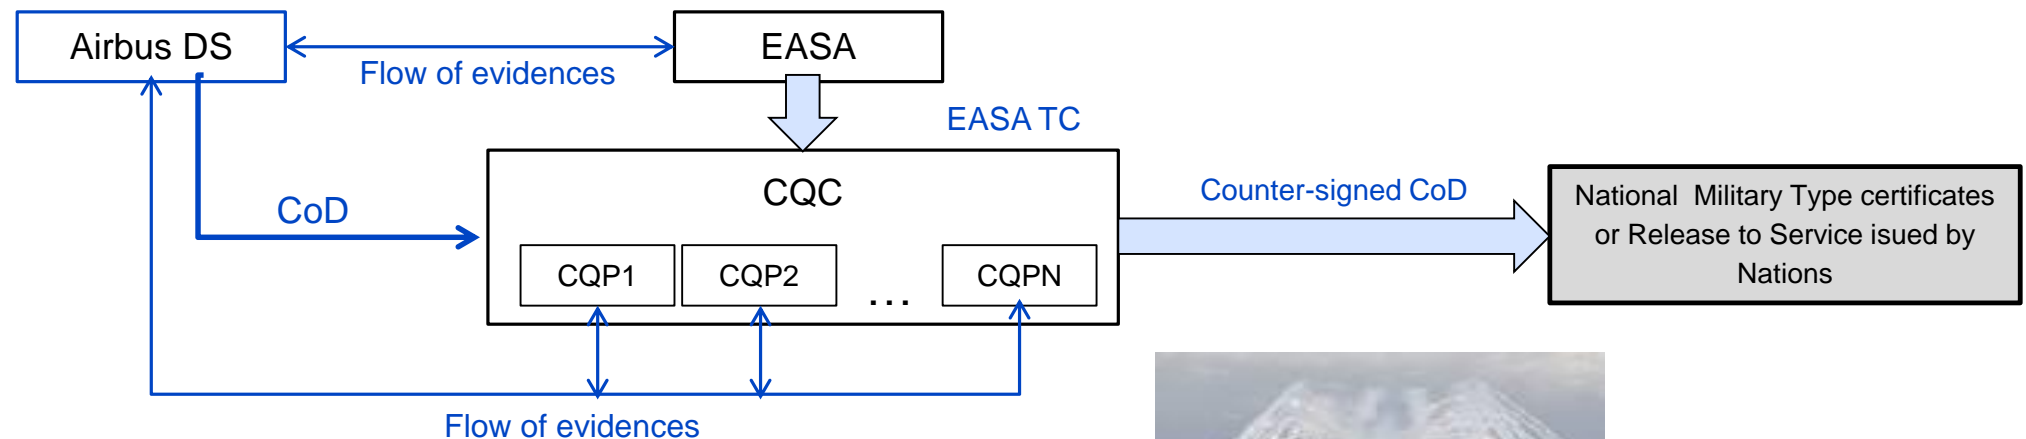 Airbus DS
EASA
Flow of evidences
EASA TC
CQC
CoD
Counter-signed CoD
National Military Type certificates
or Release to Service isued by
Nations
CQP1
CQP2
...
CQPN
Flow of evidences